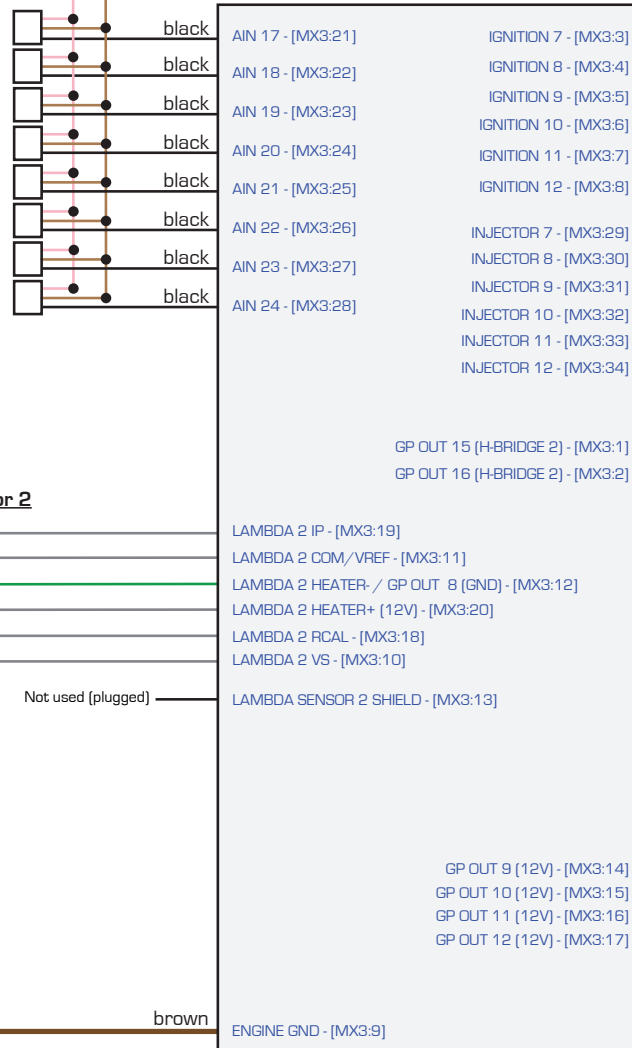 black AIN 17 - [MX3:21] IGNITION 7 - [MX3:3]
black AIN 18 - [MX3:22] IGNITION 8 - [MX3:4]
black AIN 19 - [MX3:23] IGNITION 9 - [MX3:5]
black AIN 20 - [MX3:24] IGNITION 10 - [MX3:6]
black AIN 21 - [MX3:25] IGNITION 11 - [MX3:7]
IGNITION 12 - [MX3:8]
black AIN 22 - [MX3:26] INJECTOR 7 - [MX3:29]
black AIN 23 - [MX3:27] INJECTOR 8 - [MX3:30]
INJECTOR 9 - [MX3:31]
black AIN 24 - [MX3:28] INJECTOR 10 - [MX3:32]
INJECTOR 11 - [MX3:33]
INJECTOR 12 - [MX3:34]
GP OUT 15 (H-BRIDGE 2) - [MX3:1]
GP OUT 16 (H-BRIDGE 2) - [MX3:2]
or 2
LAMBDA 2 IP - [MX3:19]
LAMBDA 2 COM/VREF - [MX3:11]
LAMBDA 2 HEATER- / GP OUT 8 (GND) - [MX3:12]
LAMBDA 2 HEATER+ (12V) - [MX3:20]
LAMBDA 2 RCAL - [MX3:18]
LAMBDA 2 VS - [MX3:10]
Not used (plugged) LAMBDA SENSOR 2 SHIELD - [MX3:13]
GP OUT 9 (12V) - [MX3:14]
GP OUT 10 (12V) - [MX3:15]
GP OUT 11 (12V) - [MX3:16]
GP OUT 12 (12V) - [MX3:17]
brown ENGINE GND - [MX3:9]